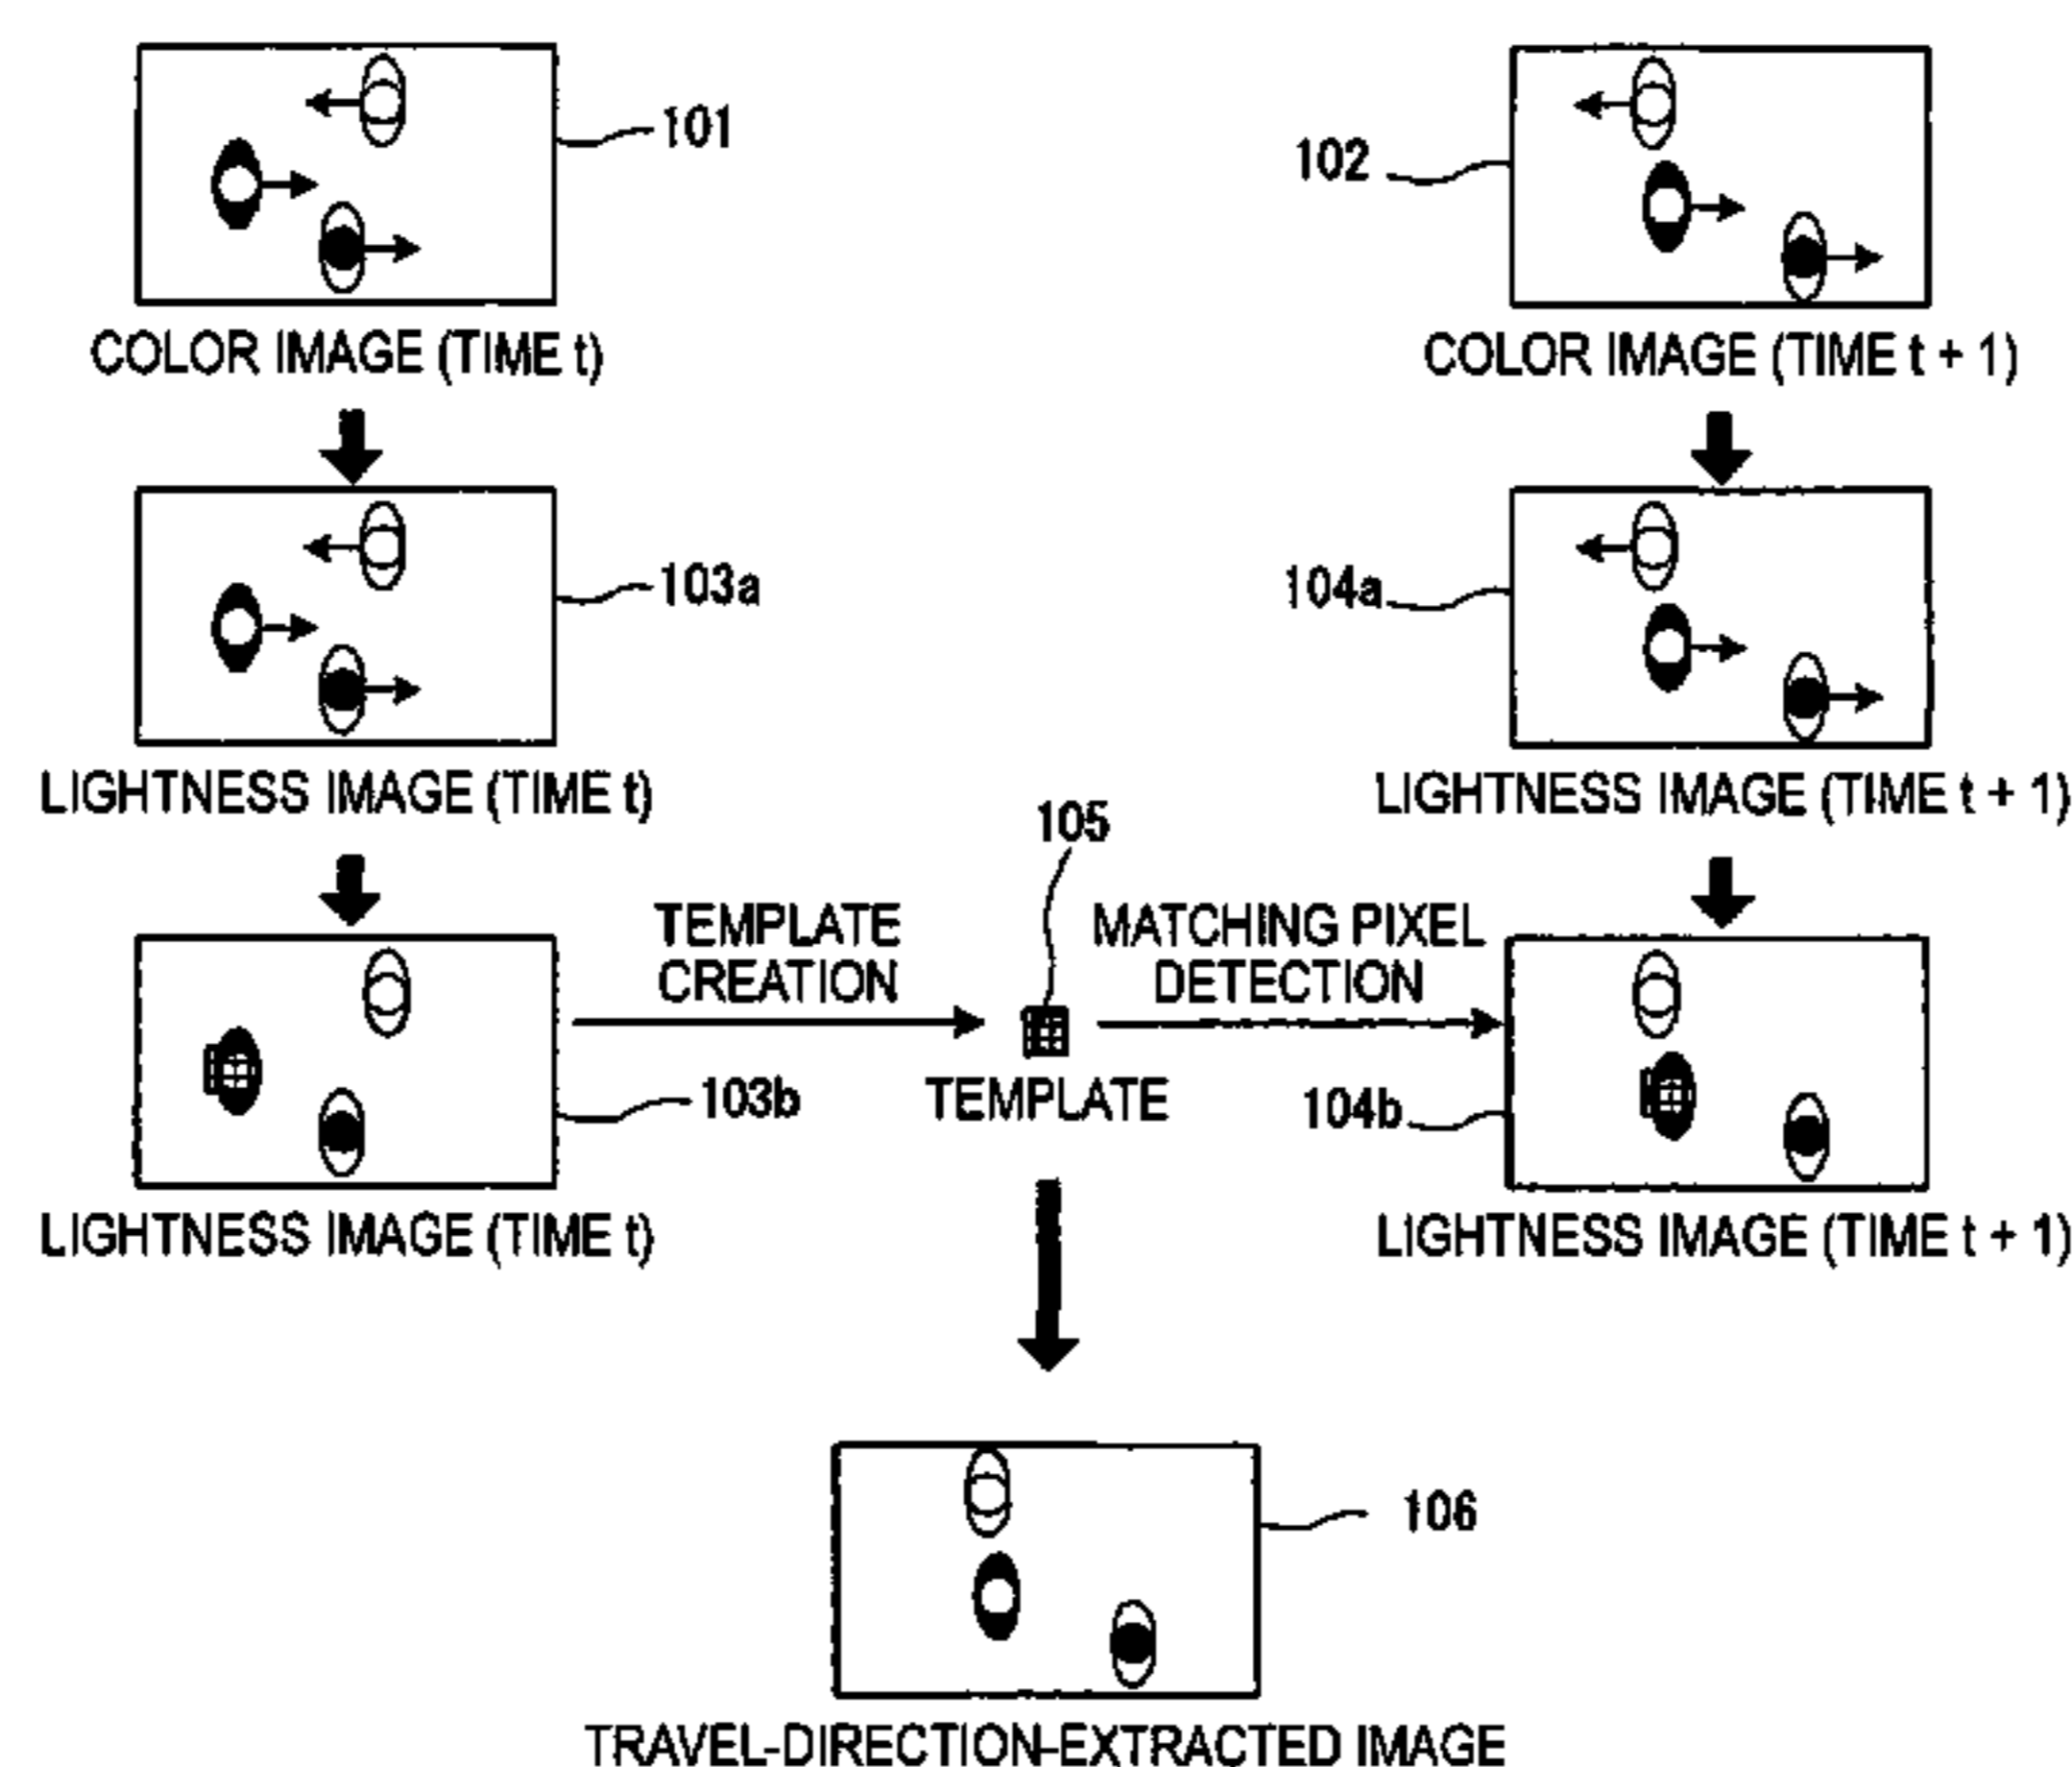 101
102
COLOR IMAGE (TIME t)
COLOR IMAGE (TIME t + 1)
103a
104a
LIGHTNESS IMAGE (TIME t)
LIGHTNESS IMAGE (TIME t + 1)
105
TEMPLATE
CREATION
MATCHING PIXEL
DETECTION
103b
TEMPLATE
104b
LIGHTNESS IMAGE (TIME t)
LIGHTNESS IMAGE (TIME t + 1)
106
TRAVEL-DIRECTION-EXTRACTED IMAGE